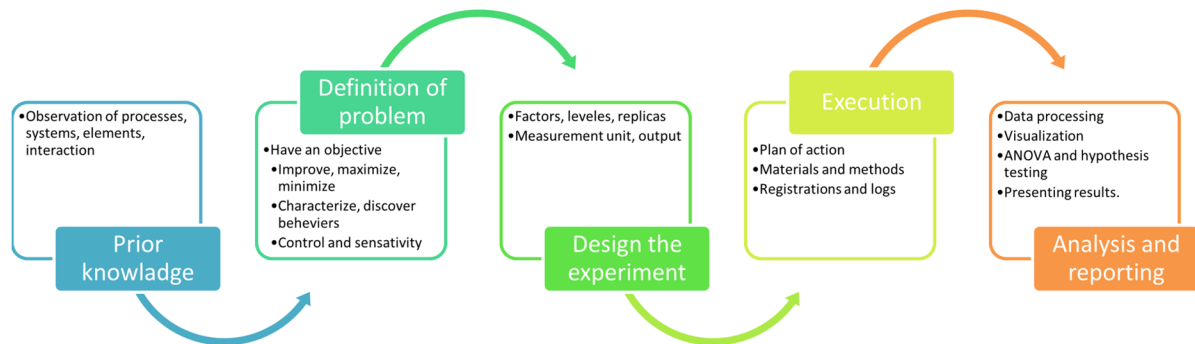 •Observation of processes,
systems, elements,
interaction
Prior
knowladge
Definition of
problem
•Have an objective
•Improve, maximize,
minimize
•Characterize, discover
beheviers
•Control and sensativity
•Factors, leveles, replicas
•Measurement unit, output
Design the
experiment
Execution
•Plan of action
•Materials and methods
•Registrations and logs
•Data processing
•Visualization
•ANOVA and hypothesis
testing
•Presenting results.
Analysis and
reporting